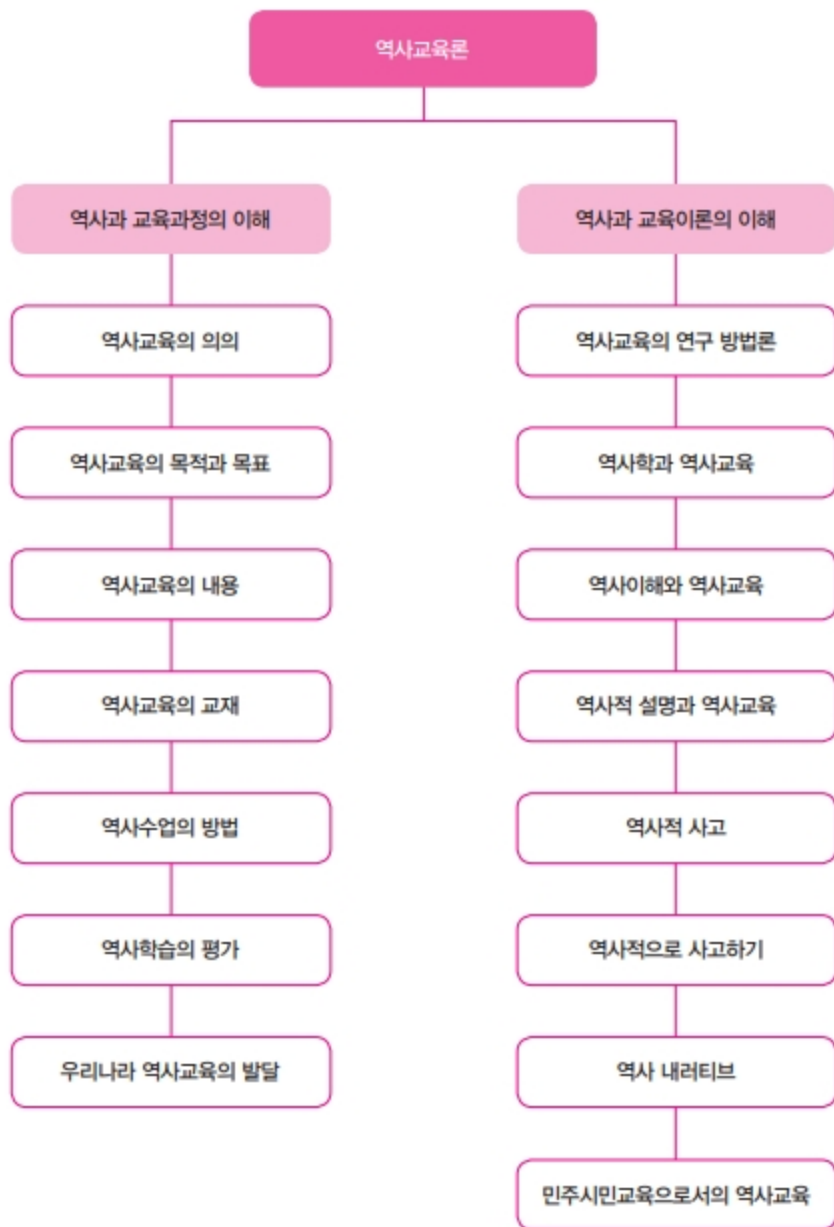 역사교육론
역사과 교육과정의 이해
역사교육의 의의
역사교육의 목적과 목표
역사교육의 내용
역사교육의 교재
역사수업의 방법
역사학습의 평가
우리나라 역사교육의 발달
역사과 교육이론의 이해
역사교육의 연구 방법론
역사학과 역사교육
역사이해와 역사교육
역사적 설명과 역사교육
역사적 사고
역사적으로 사고하기
역사 내러티브
민주시민교육으로서의 역사교육